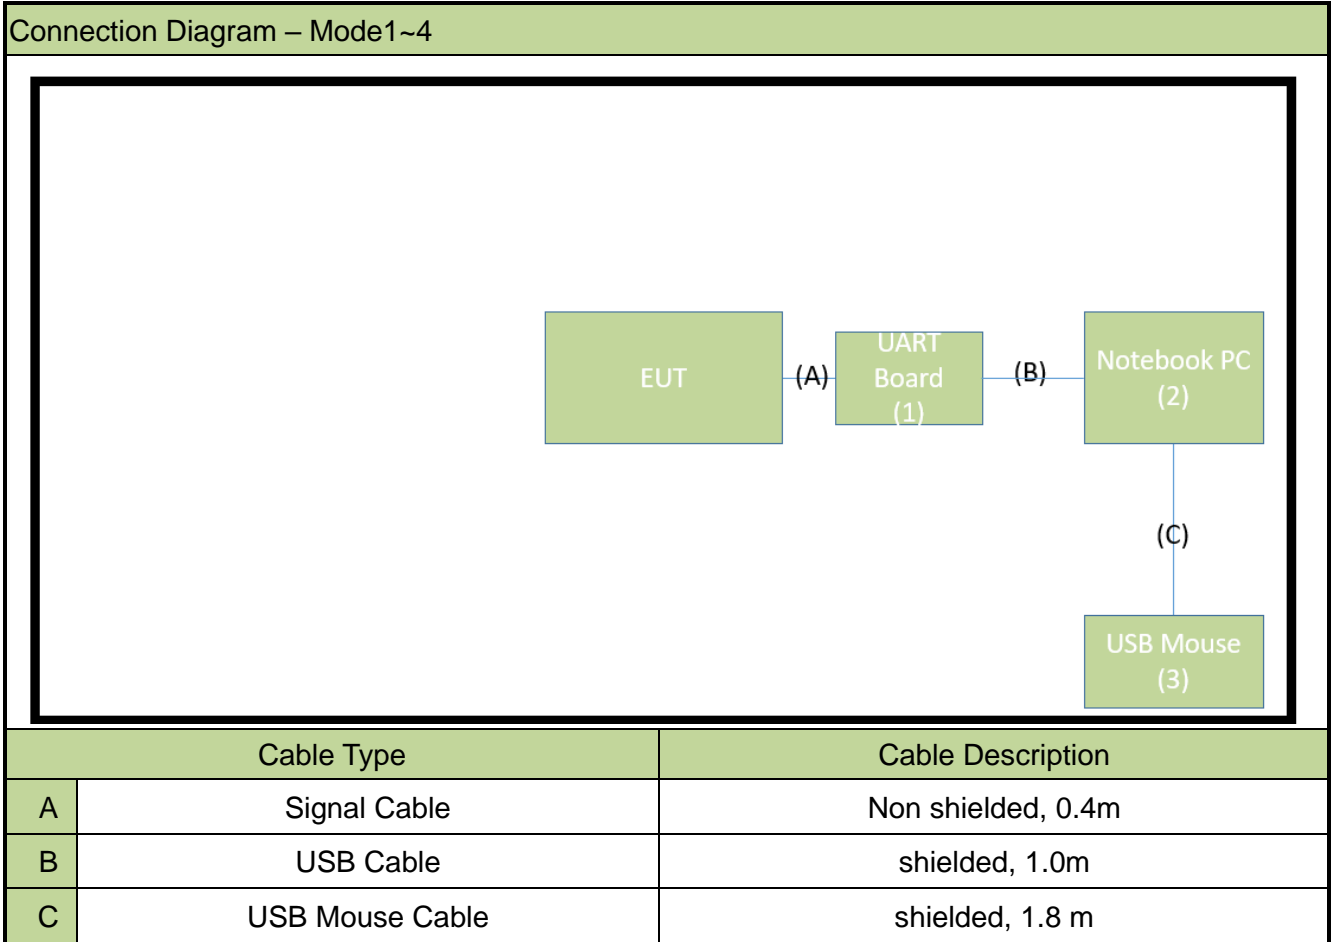 Connection Diagram – Mode1~4
EUT
(A)
UART
Board
(1)
(B)
Notebook PC
(2)
(C)
USB Mouse
(3)
Cable Type Cable Description
A Signal Cable Non shielded, 0.4m
B USB Cable shielded, 1.0m
C USB Mouse Cable shielded, 1.8 m